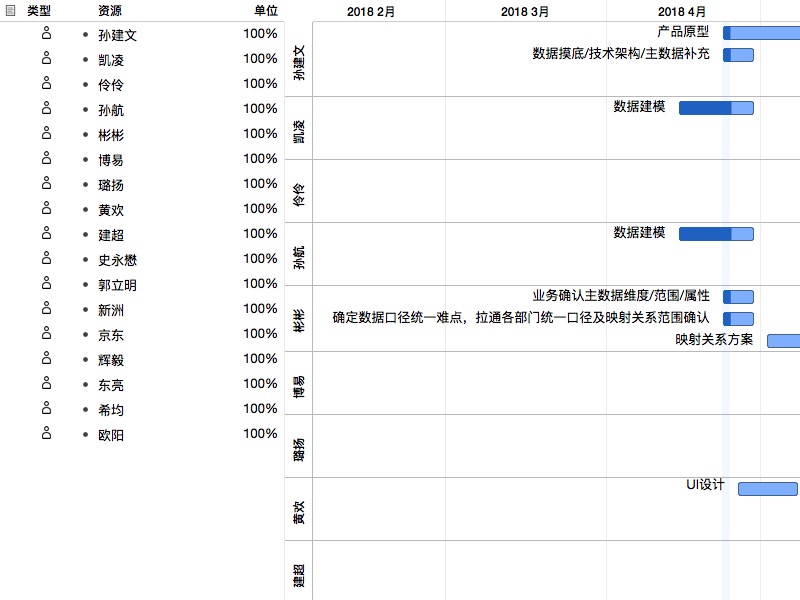 类型 资源 单位
孙建文 100%
凯凌 100%
伶伶 100%
孙航 100%
彬彬 100%
博易 100%
璐扬 100%
黄欢 100%
建超 100%
史永懋 100%
郭立明 100%
新洲 100%
京东 100%
辉毅 100%
东亮 100%
希均 100%
欧阳 100%
2018 2月 2018 3月 2018 4月
孙建文
产品原型
数据摸底/技术架构/主数据补充
凯凌
数据建模
伶伶
孙航
数据建模
彬彬
业务确认主数据维度/范围/属性
确定数据口径统一难点，拉通各部门统一口径及映射关系范围确认
映射关系方案
博易
璐扬
黄欢
UI设计
建超